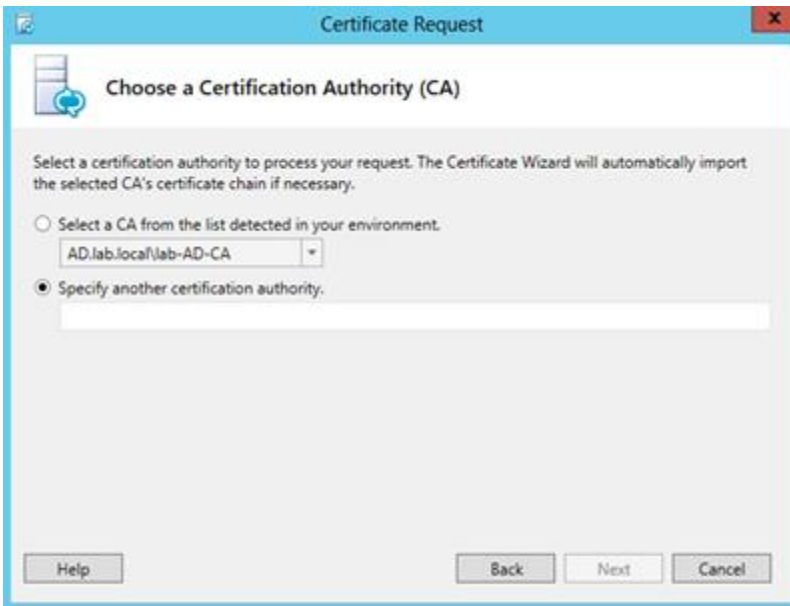 Certificate Request
x
Choose a Certification Authority (CA)
Select a certification authority to process your request. The Certificate Wizard will automatically import
the selected CA's certificate chain if necessary.
Select a CA from the list detected in your environment.
AD.lab.local\lab-AD-CA
Specify another certification authority.
Help Back Next Cancel